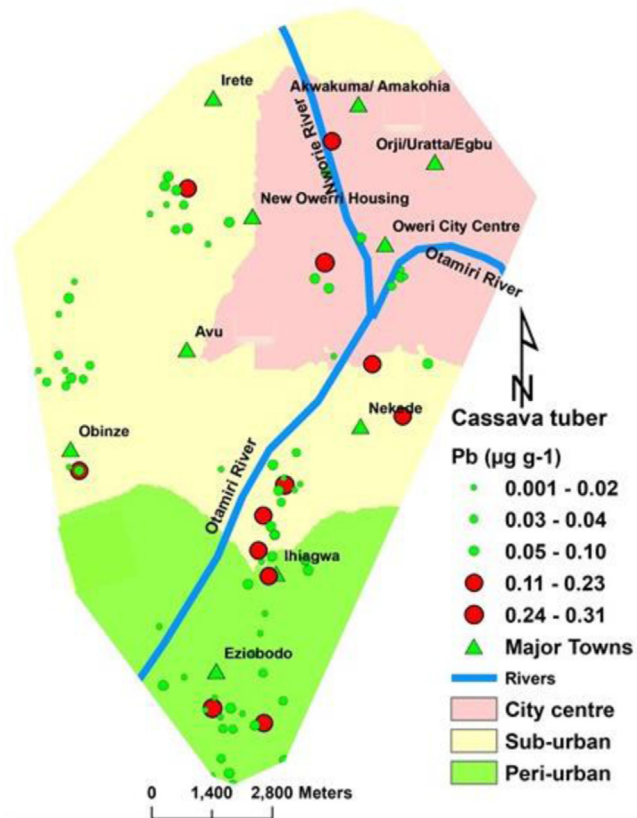 Irete
Akwakuma/ Amakohia
Nworie River
Orji/Uratta/Egbu
New Owerri Housing
Oweri City Centre
Otamiri River
Avu
N
Nekede
Cassava tuber
Obinze
Otamiri River
Pb (µg g-1)
0.001 - 0.02
0.03 - 0.04
0.05 - 0.10
Ihiagwa
0.11 - 0.23
0.24 - 0.31
Major Towns
Eziobodo
Rivers
City centre
Sub-urban
Peri-urban
0 1,400 2,800 Meters